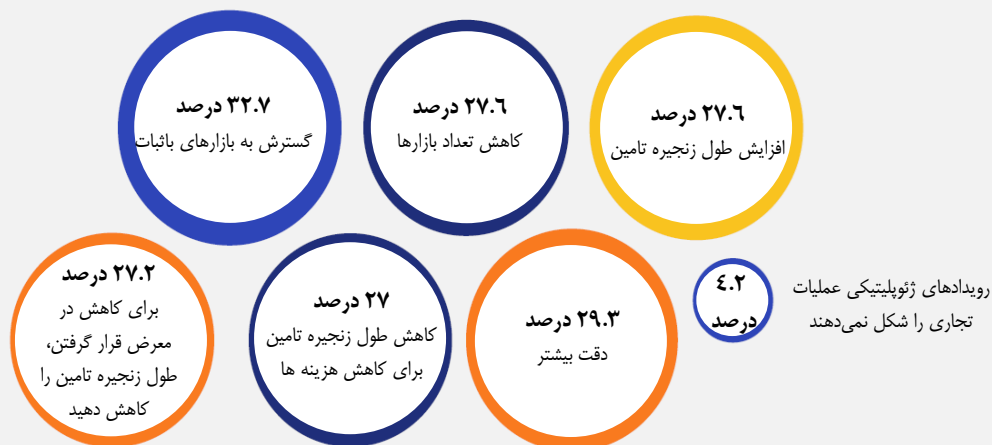 ۲۷.۶ درصد
افزایش طول زنجیره تامین
۲۷.۶ درصد
کاهش تعداد بازارها
۳۲.۷ درصد
گسترش به بازارهای باثبات
۴.۲
درصد
رویدادهای ژئوپلیتیکی عملیات
تجاری را شکل نمی‌دهند
۲۹.۳ درصد
دقت بیشتر
۲۷ درصد
کاهش طول زنجیره تامین
برای کاهش هزینه ها
۲۷.۲ درصد
برای کاهش در
معرض قرار گرفتن،
طول زنجیره تامین را
کاهش دهید